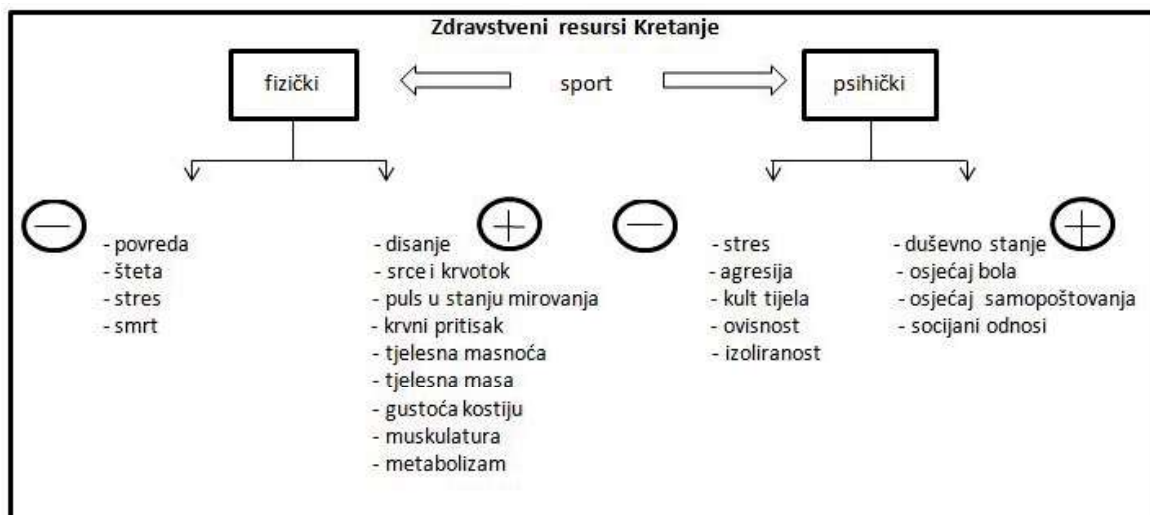 Zdravstveni resursi Kretanje
fizički
sport
psihički
- povreda
- šteta
- stres
- smrt
- disanje
- srce i krvotok
- puls u stanju mirovanja
- krvni pritisak
- tjelesna masnoća
- tjelesna masa
- gustoća kostiju
- muskulatura
- metabolizam
- stres
- agresija
- kult tijela
- ovisnost
- izoliranost
- duševno stanje
- osjećaj bola
- osjećaj samopoštovanja
- socijani odnosi